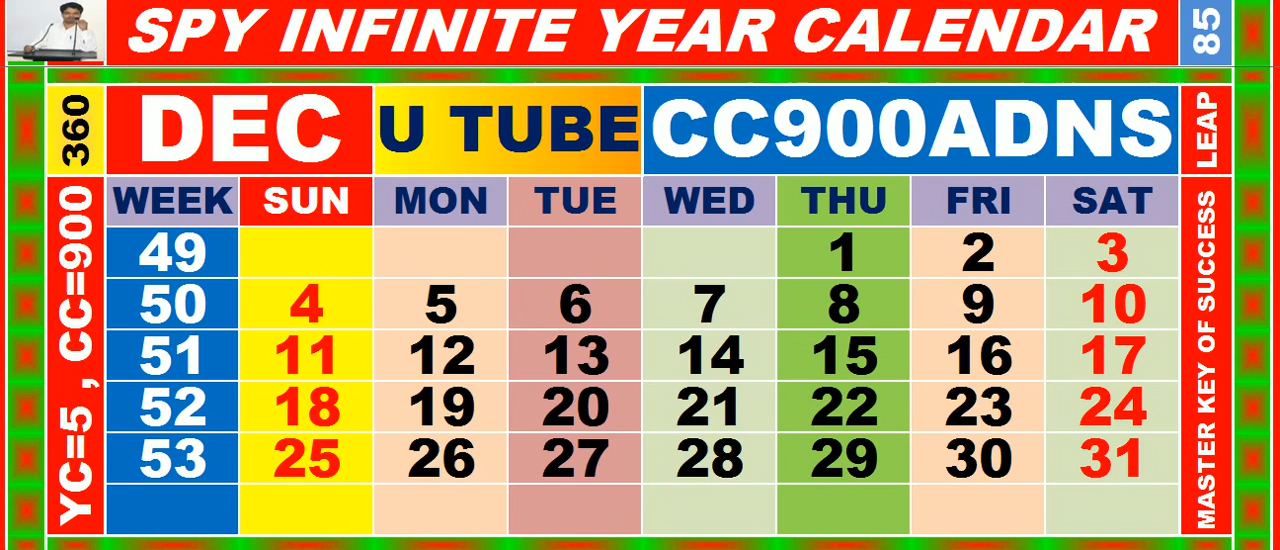 SPY INFINITE YEAR CALENDAR
85
360
DEC
U TUBE
CC900ADNS
LEAP
YC=5 , CC=900
WEEK SUN MON TUE WED THU FRI SAT
49 1 2 3
50 4 5 6 7 8 9 10
51 11 12 13 14 15 16 17
52 18 19 20 21 22 23 24
53 25 26 27 28 29 30 31
MASTER KEY OF SUCCESS